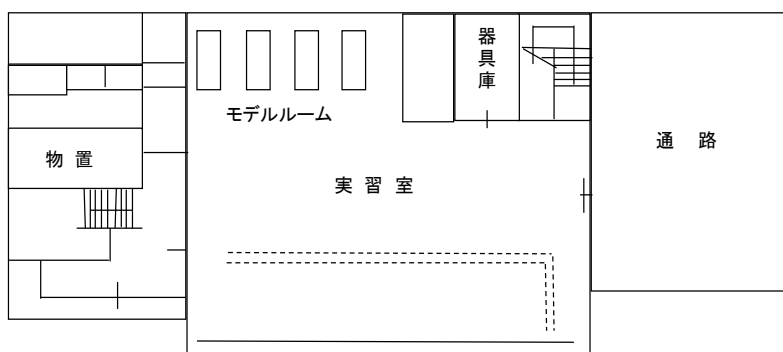 器具庫
モデルルーム
通 路
物 置
実 習 室